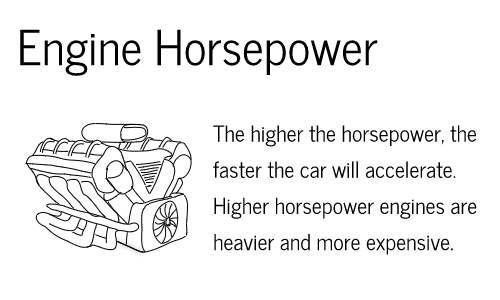 Engine Horsepower
The higher the horsepower, the
faster the car will accelerate.
Higher horsepower engines are
heavier and more expensive.